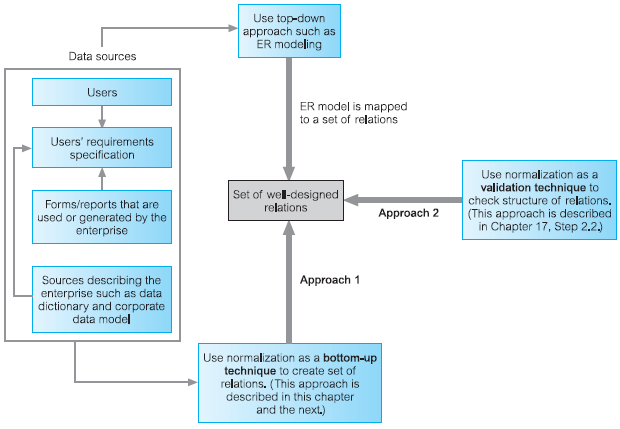 Use top-down
approach such as
ER modeling
Data sources
Users
Users' requirements
specification
Forms/reports that are
used or generated by the
enterprise
Sources describing the
enterprise such as data
dictionary and corporate
data model
ER model is mapped
to a set of relations
Set of well-designed
relations
Approach 2
Use normalization as a
validation technique to
check structure of relations.
(This approach is described
in Chapter 17, Step 2.2.)
Approach 1
Use normalization as a bottom-up
technique to create set of
relations. (This approach is
described in this chapter
and the next.)